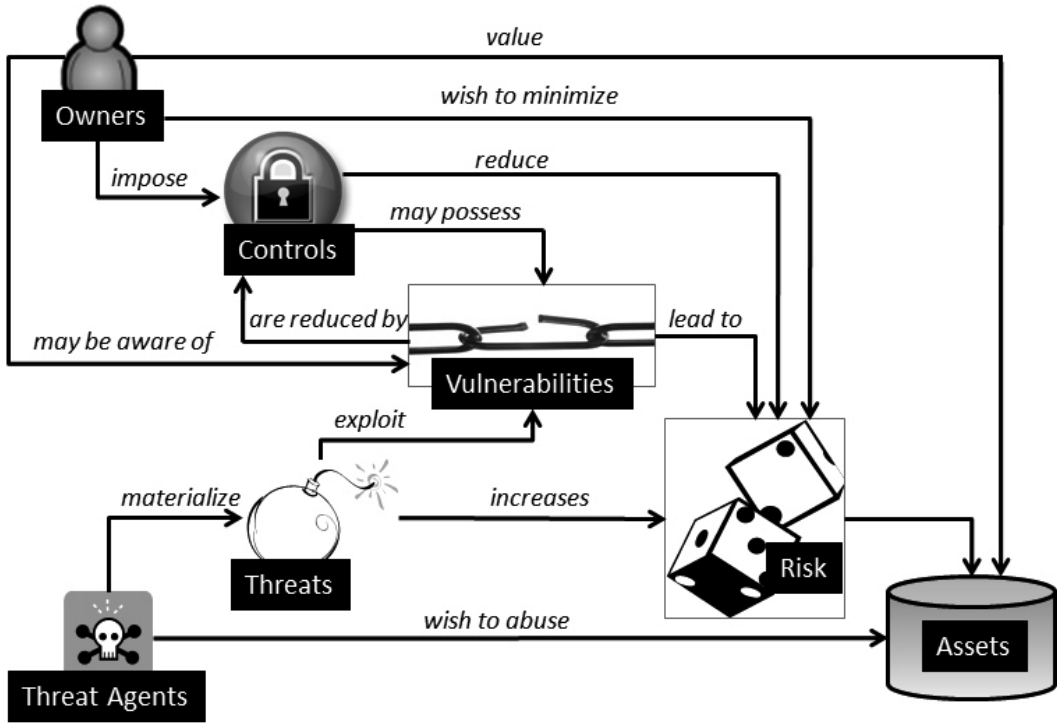 value
Owners
wish to minimize
impose
reduce
may possess
Controls
are reduced by
lead to
may be aware of
Vulnerabilities
exploit
materialize
increases
Threats
Risk
wish to abuse
Assets
Threat Agents